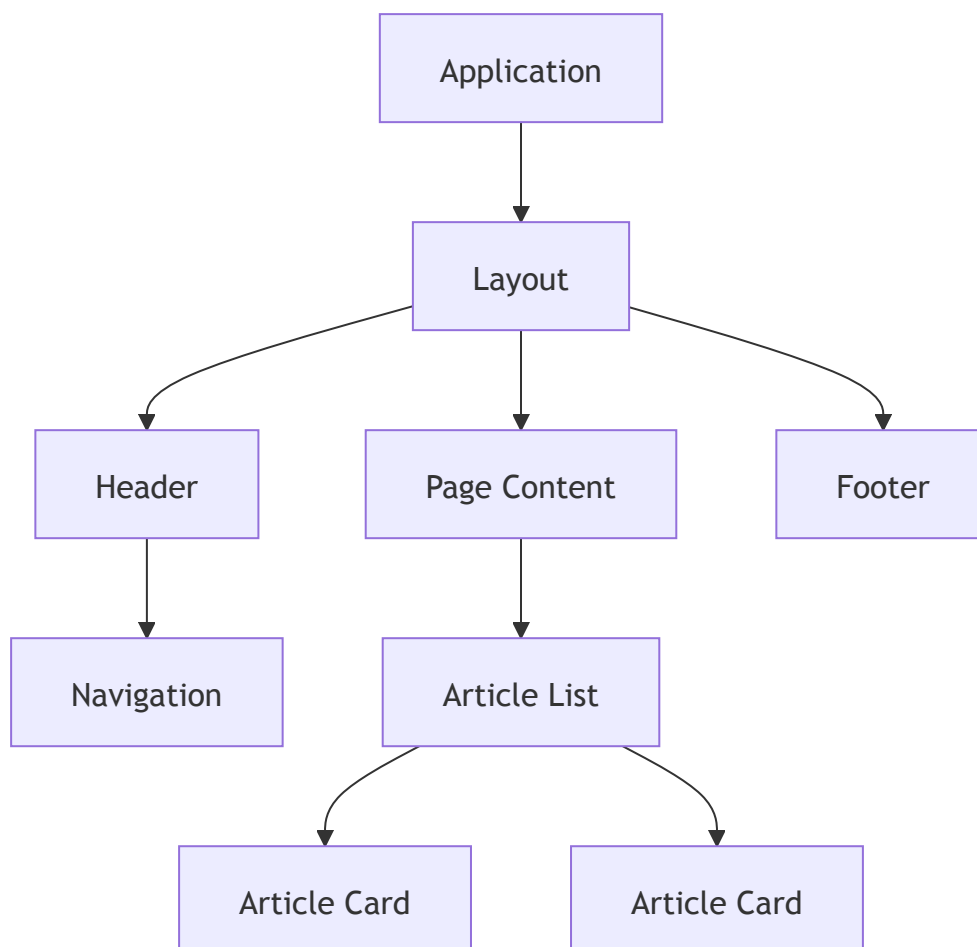 Application
Layout
Header
Page Content
Footer
Navigation
Article List
Article Card
Article Card